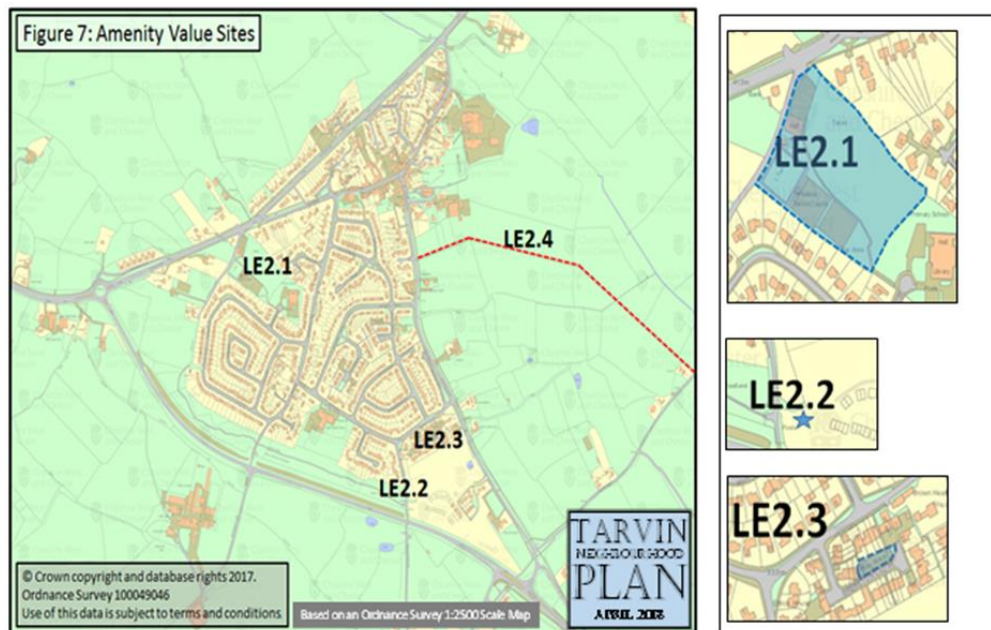 Figure 7: Amenity Value Sites
LE2.1
LE2.4
LE2.3
LE2.2
© Crown copyright and database rights 2017.
Ordnance Survey 100049046
Use of this data is subject to terms and conditions
Based on an Ordnance Survey 1:2500 Scale Map
TARVIN
NEIGHBOURHOOD
PLAN
APRIL 2018
LE2.1
LE2.2
LE2.3